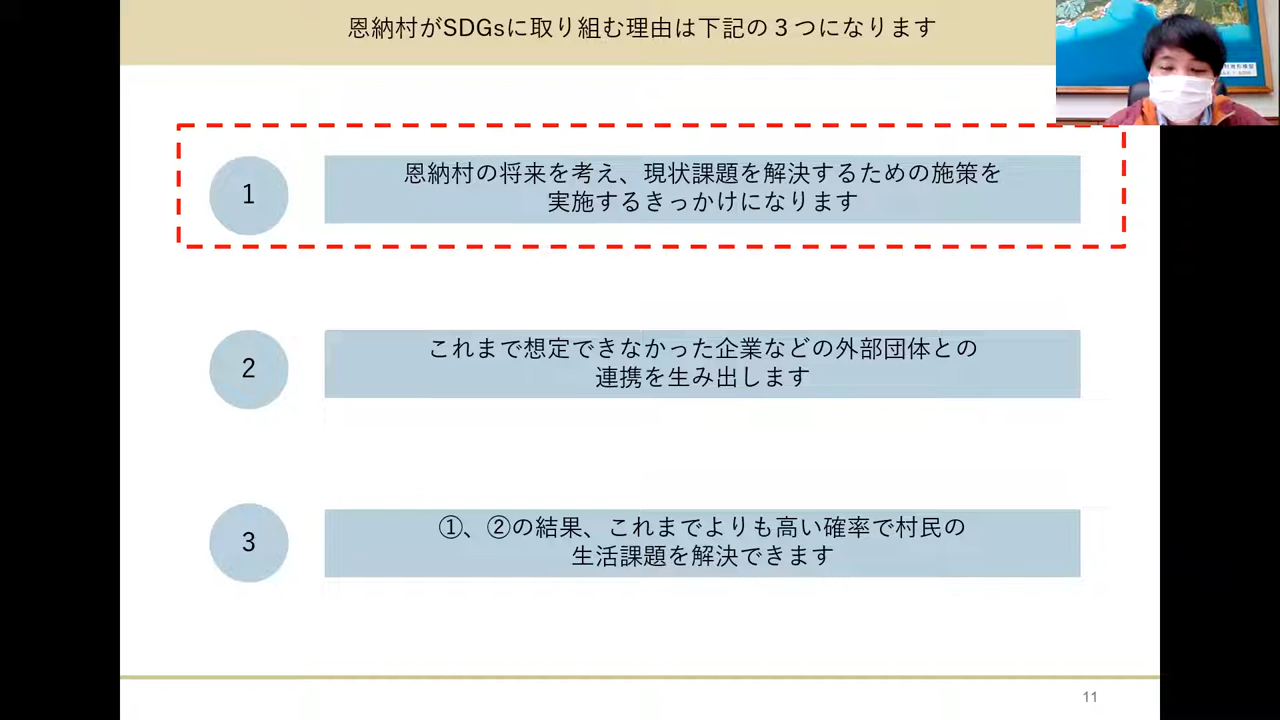 恩納村がSDGsに取り組む理由は下記の３つになります
1
恩納村の将来を考え、現状課題を解決するための施策を
実施するきっかけになります
2
これまで想定できなかった企業などの外部団体との
連携を生み出します
3
①、②の結果、これまでよりも高い確率で村民の
生活課題を解決できます
11